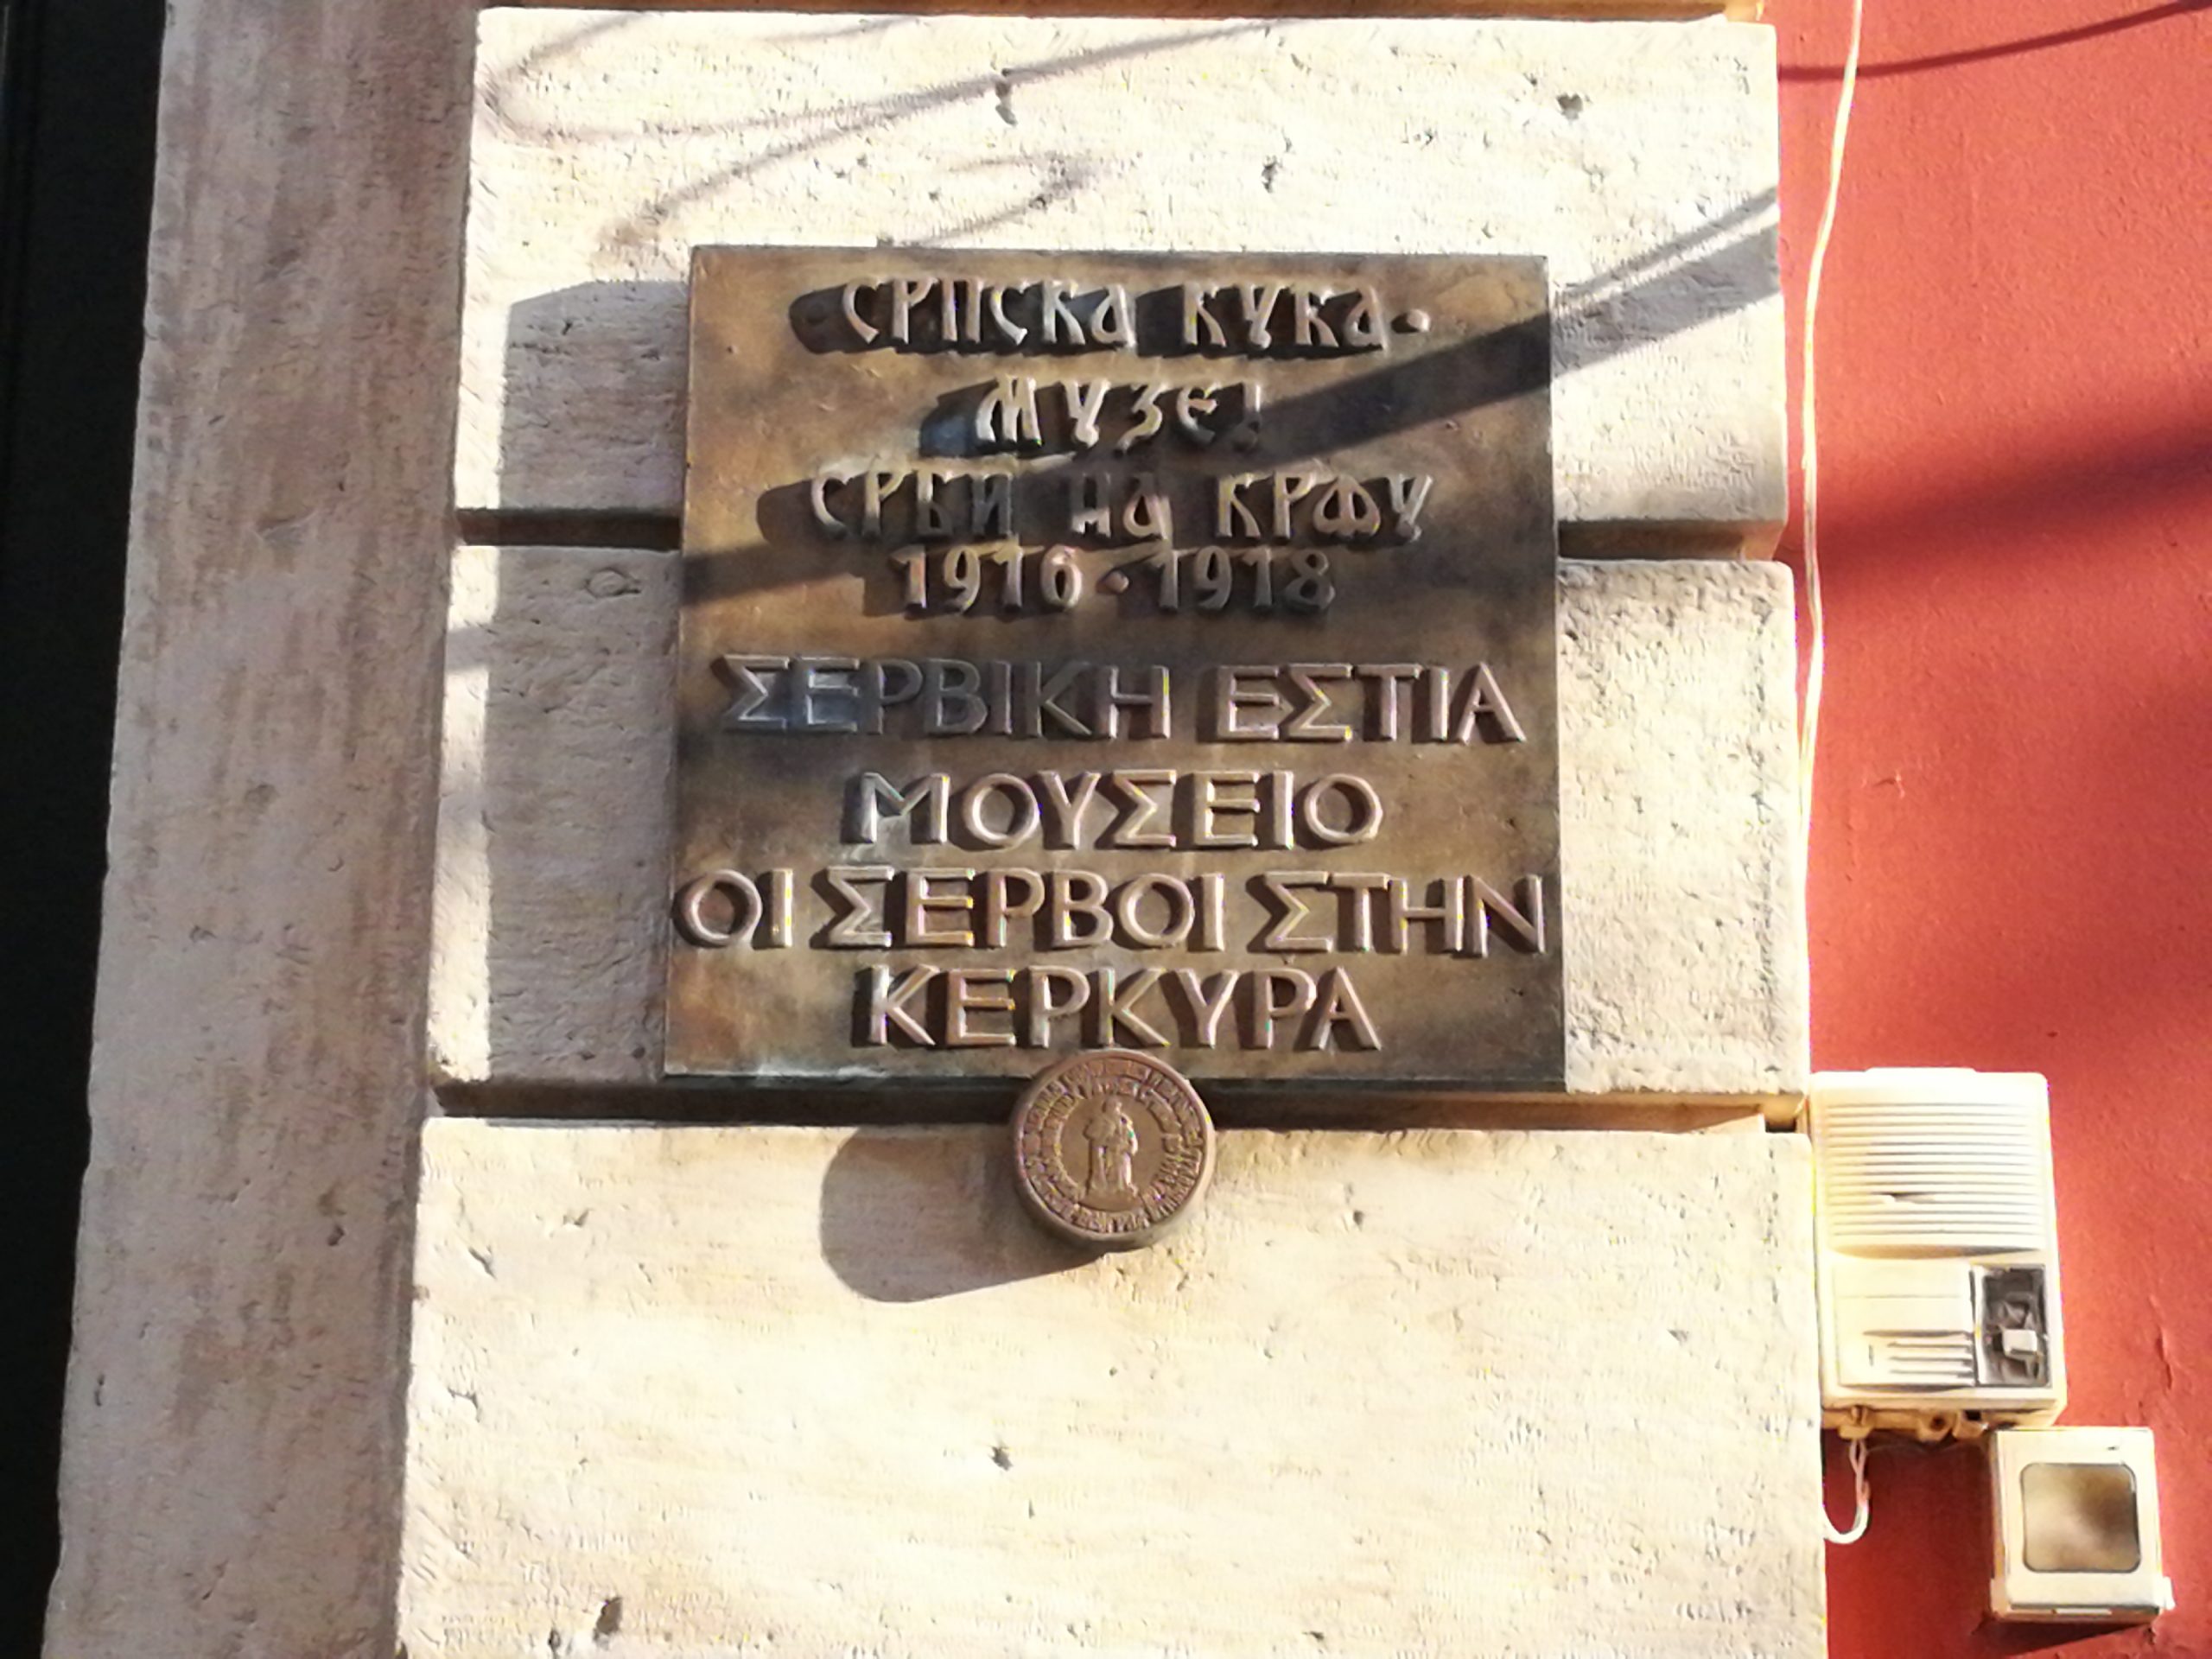 СРПСКА КУЋА •
МУЗЕЈ
СРБИ НА КРФУ
1916 • 1918
ΣΕΡΒΙΚΗ ΕΣΤΙΑ
ΜΟΥΣΕΙΟ
ΟΙ ΣΕΡΒΟΙ ΣΤΗΝ
ΚΕΡΚΥΡΑ